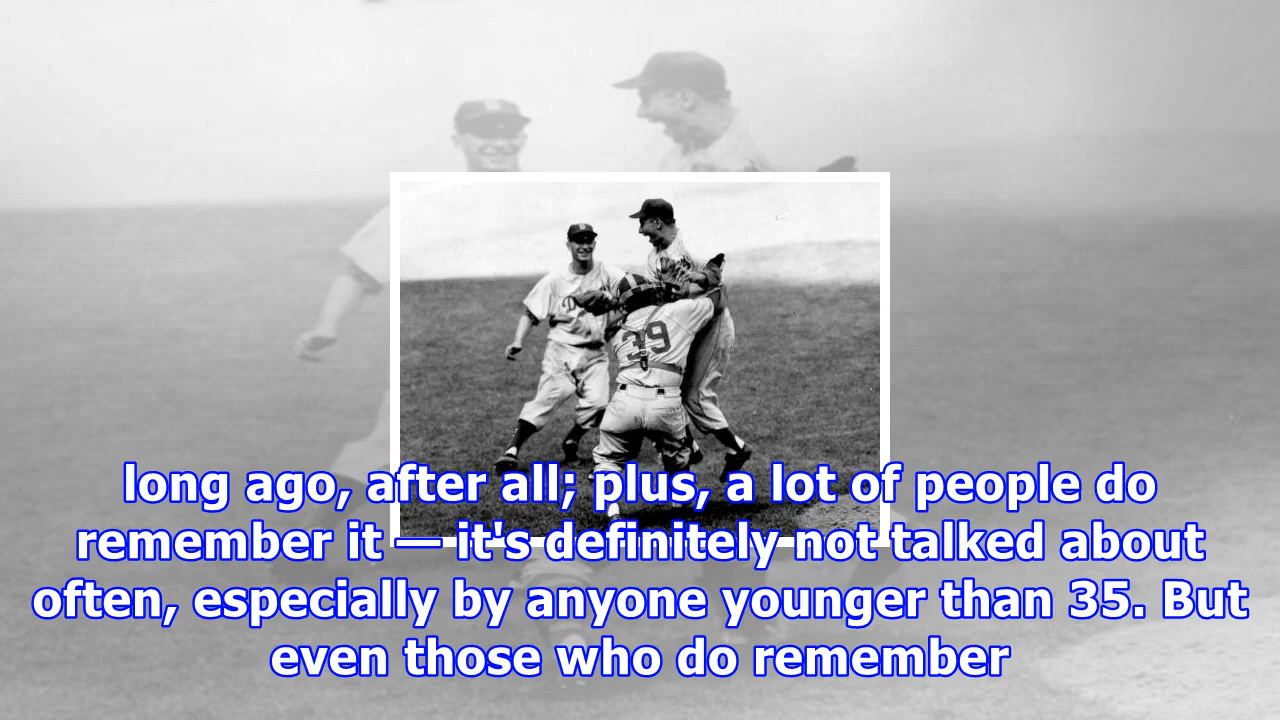 B
D
39
long ago, after all; plus, a lot of people do
remember it — it's definitely not talked about
often, especially by anyone younger than 35. But
even those who do remember